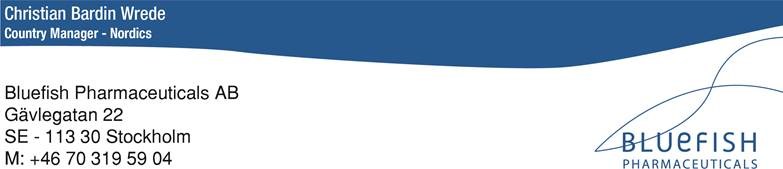 Christian Bardin Wrede
Country Manager - Nordics
Bluefish Pharmaceuticals AB
Gävlegatan 22
SE - 113 30 Stockholm
M: +46 70 319 59 04
BLUeFISH
PHARMACEUTICALS